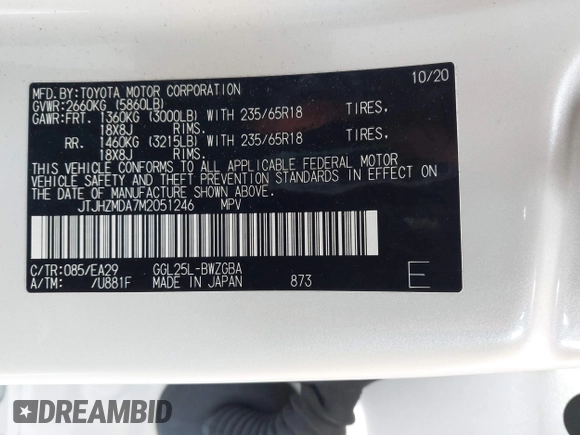 MFD.BY:TOYOTA MOTOR CORPORATION 10/20
GVWR:2660KG (5860LB)
GAWR:FRT. 1360KG (3000LB) WITH 235/65R18 TIRES.
18X8J RIMS.
RR. 1460KG (3215LB) WITH 235/65R18 TIRES.
18X8J RIMS.
THIS VEHICLE CONFORMS TO ALL APPLICABLE FEDERAL MOTOR
VEHICLE SAFETY AND THEFT PREVENTION STANDARDS IN EFFECT ON
THE DATE OF MANUFACTURE SHOWN ABOVE.
JTJHZMDA7M2051246 MPV
C/TR:085/EA29 GGL25L-BWZGBA
A/TM: /U881F MADE IN JAPAN 873 E
DREAMBID